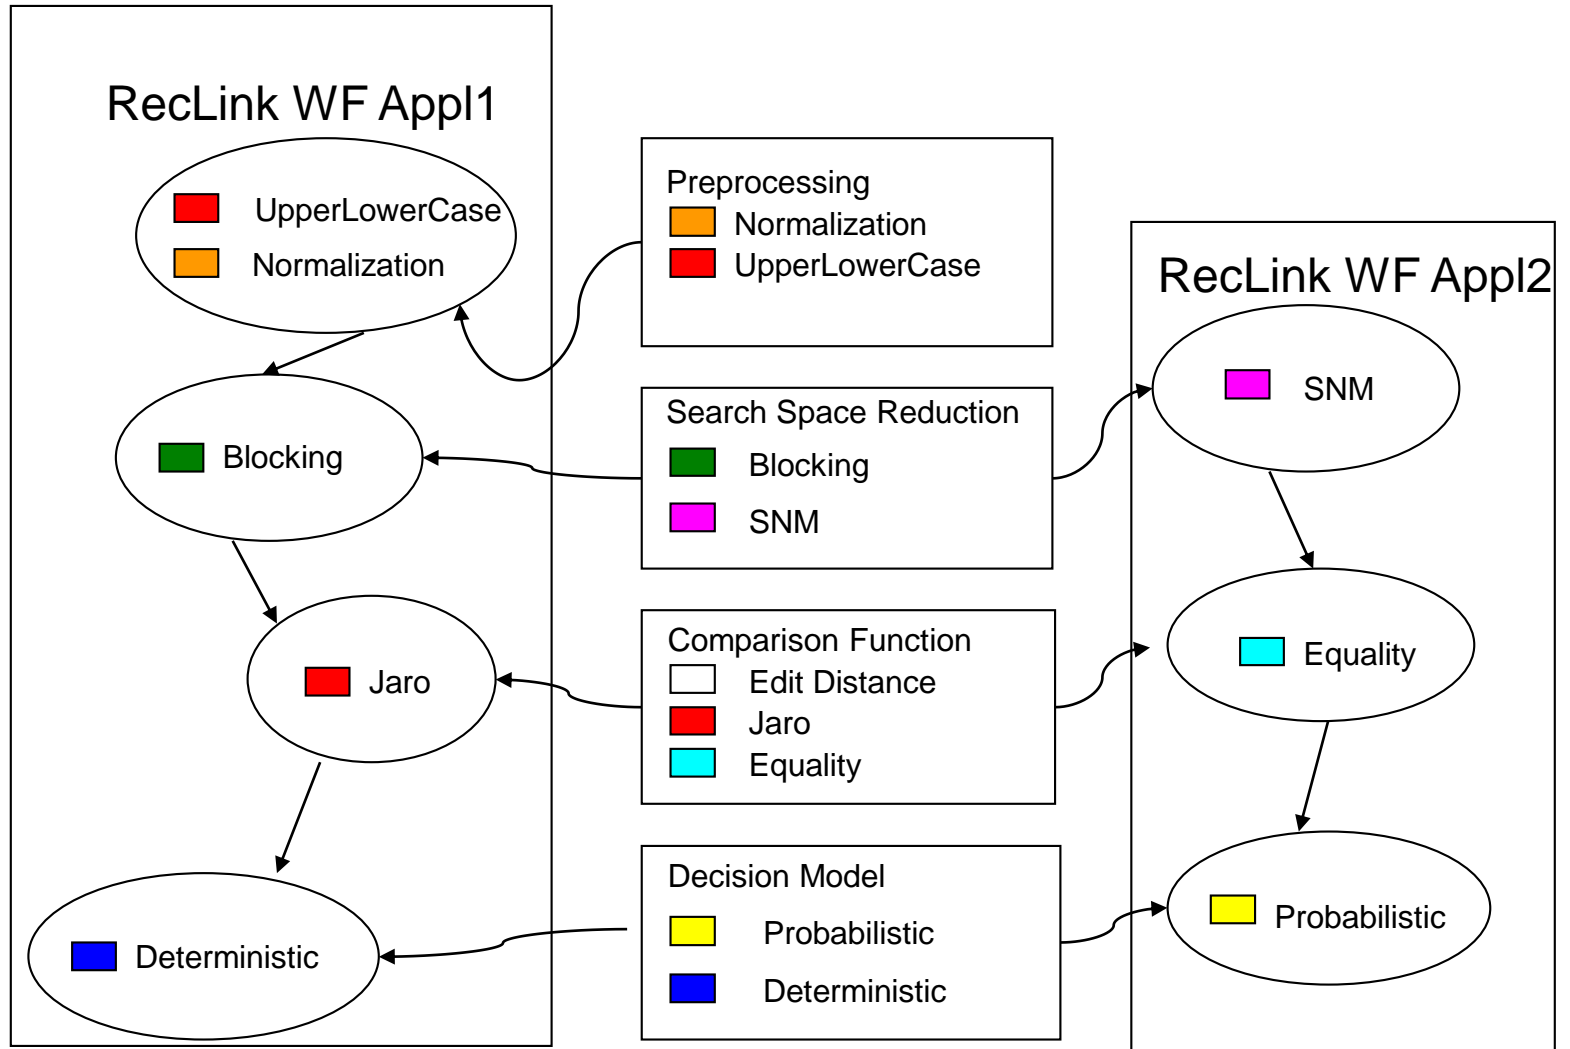 RecLink WF Appl1
UpperLowerCase
Normalization
Blocking
Jaro
Deterministic
Preprocessing
Normalization
UpperLowerCase
Search Space Reduction
Blocking
SNM
Comparison Function
Edit Distance
Jaro
Equality
Decision Model
Probabilistic
Deterministic
RecLink WF Appl2
SNM
Equality
Probabilistic